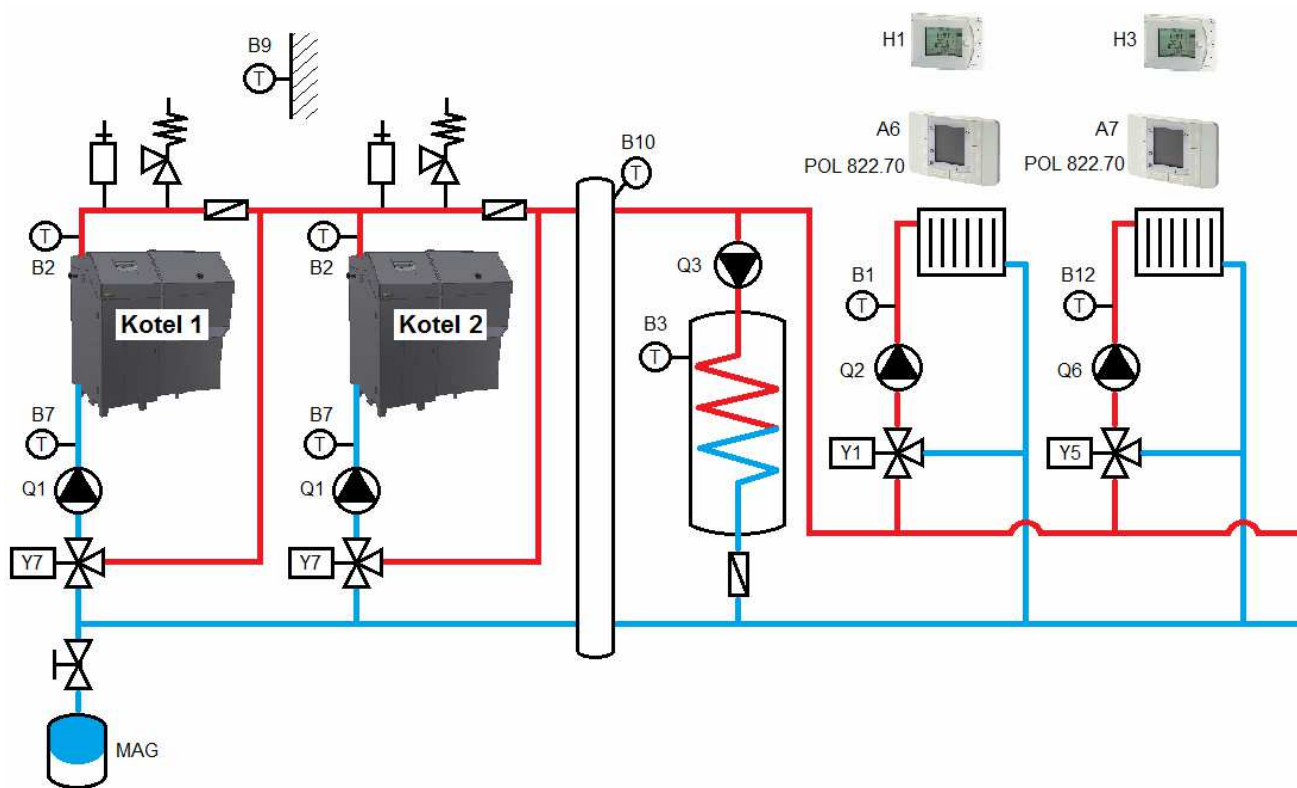 B9
T
H1
H3
A6
POL 822.70
A7
POL 822.70
B10
T
T
B2
T
B2
Kotel 1
Kotel 2
Q3
B3
T
B1
T
B12
T
Q2
Q6
B7
T
B7
T
Q1
Q1
Y1
Y5
Y7
Y7
MAG